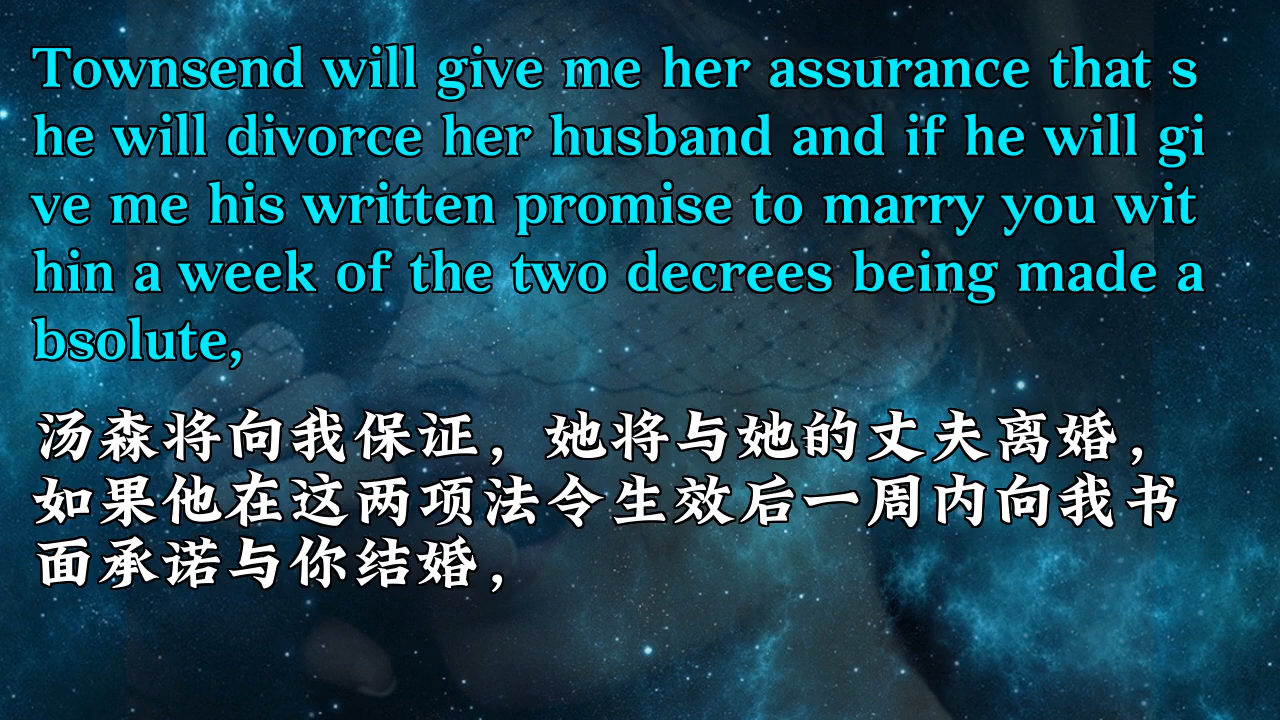 Townsend will give me her assurance that s
he will divorce her husband and if he will gi
ve me his written promise to marry you wit
hin a week of the two decrees being made a
bsolute,
汤森将向我保证，她将与她的丈夫离婚，
如果他在这两项法令生效后一周内向我书
面承诺与你结婚，